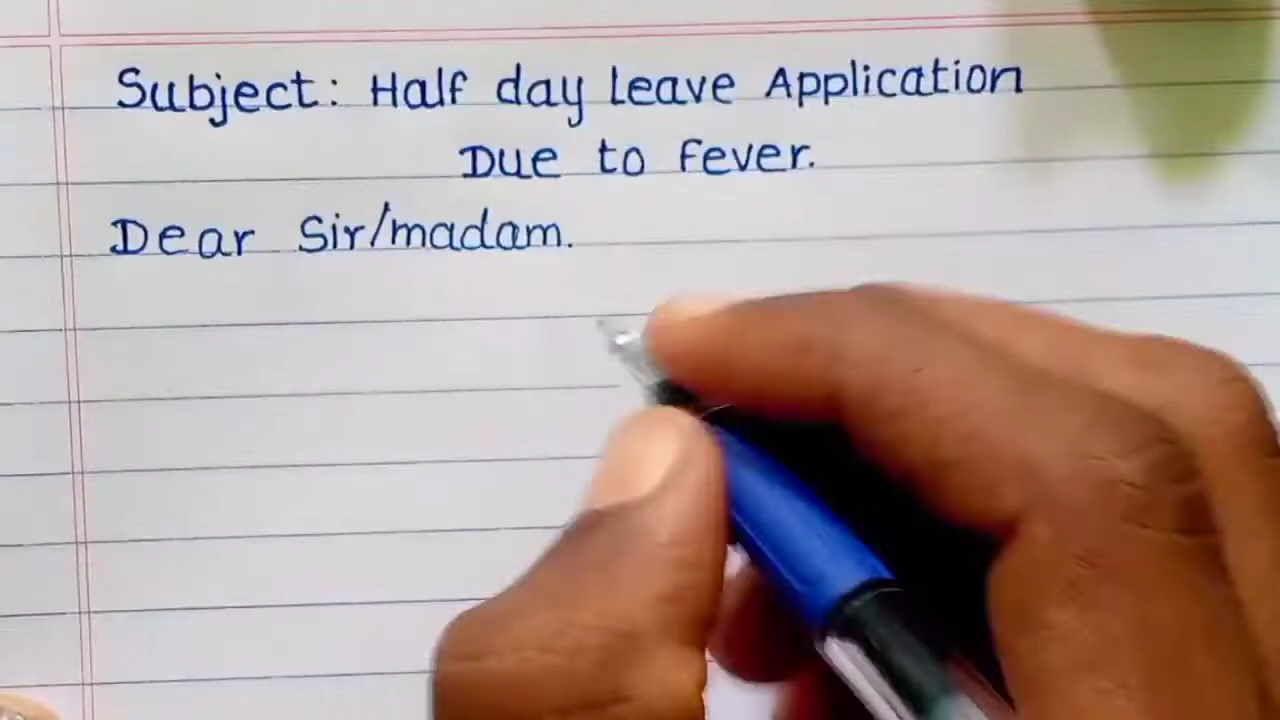 Subject: Half day leave Application
Due to fever.
Dear Sir/madam.